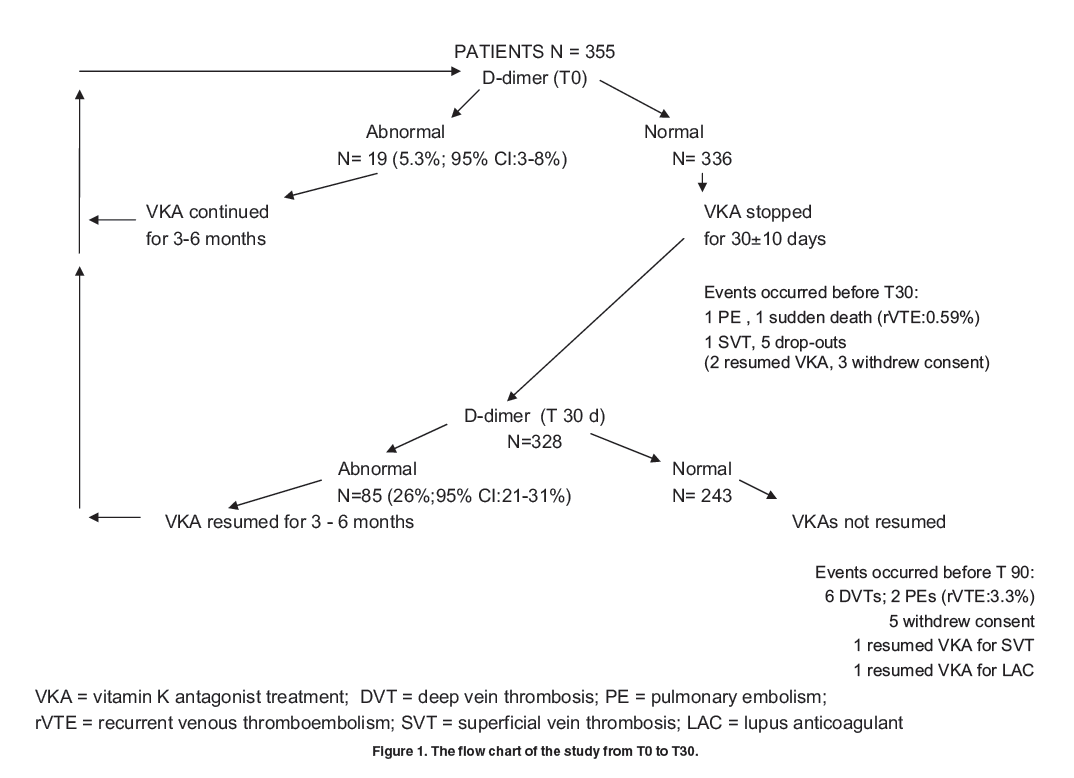 PATIENTS N = 355
D-dimer (T0)
Abnormal
N= 19 (5.3%; 95% CI:3-8%)
Normal
N= 336
VKA continued
for 3-6 months
VKA stopped
for 30±10 days
Events occurred before T30:
1 PE , 1 sudden death (rVTE:0.59%)
1 SVT, 5 drop-outs
(2 resumed VKA, 3 withdrew consent)
D-dimer (T 30 d)
N=328
Abnormal
N=85 (26%;95% CI:21-31%)
Normal
N= 243
VKA resumed for 3 - 6 months
VKAs not resumed
Events occurred before T 90:
6 DVTs; 2 PEs (rVTE:3.3%)
5 withdrew consent
1 resumed VKA for SVT
1 resumed VKA for LAC
VKA = vitamin K antagonist treatment; DVT = deep vein thrombosis; PE = pulmonary embolism;
rVTE = recurrent venous thromboembolism; SVT = superficial vein thrombosis; LAC = lupus anticoagulant
Figure 1. The flow chart of the study from T0 to T30.